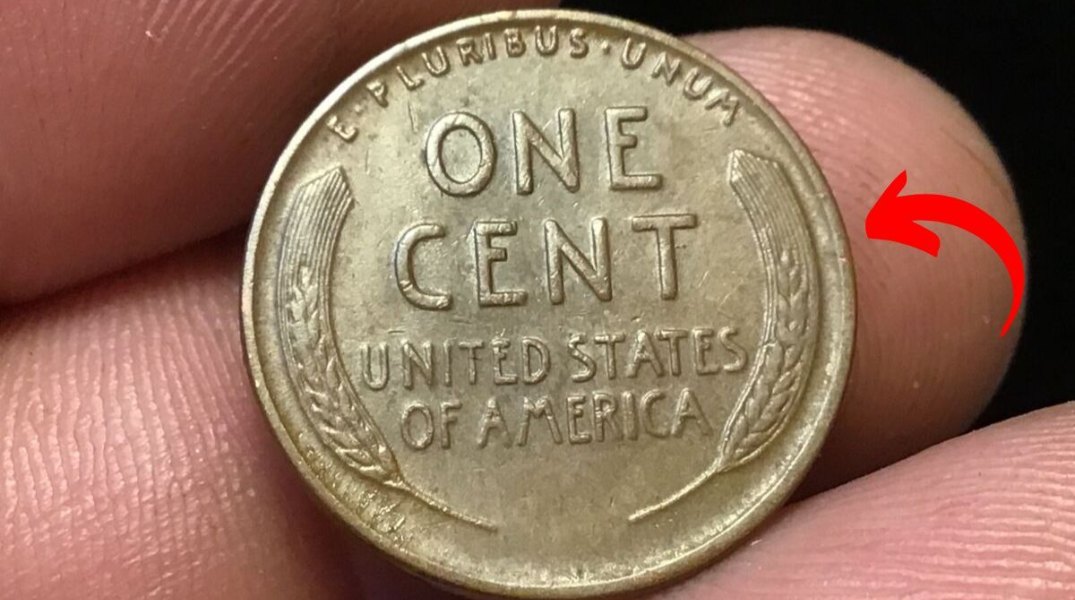 E·PLURIBUS·UNUM
ONE
CENT
UNITED STATES
OF AMERICA